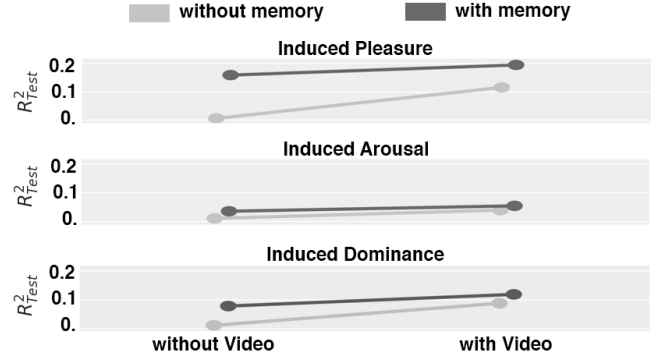 without memory with memory
Induced Pleasure
0.2
0.1
0.
R²Test
Induced Arousal
0.2
0.1
0.
R²Test
Induced Dominance
0.2
0.1
0.
R²Test
without Video with Video